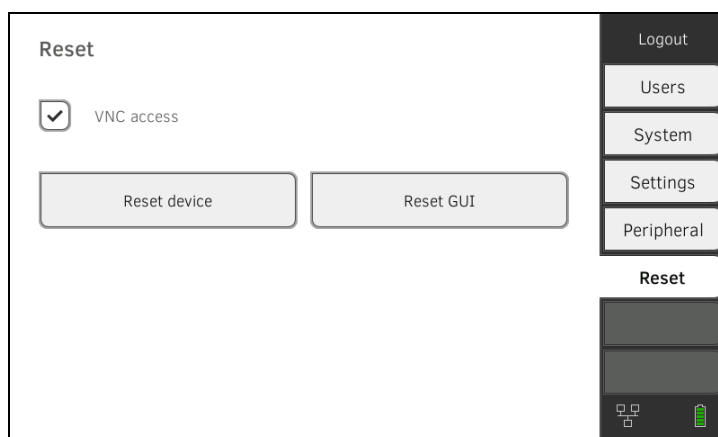 Reset
VNC access
Reset device
Reset GUI
Logout
Users
System
Settings
Peripheral
Reset